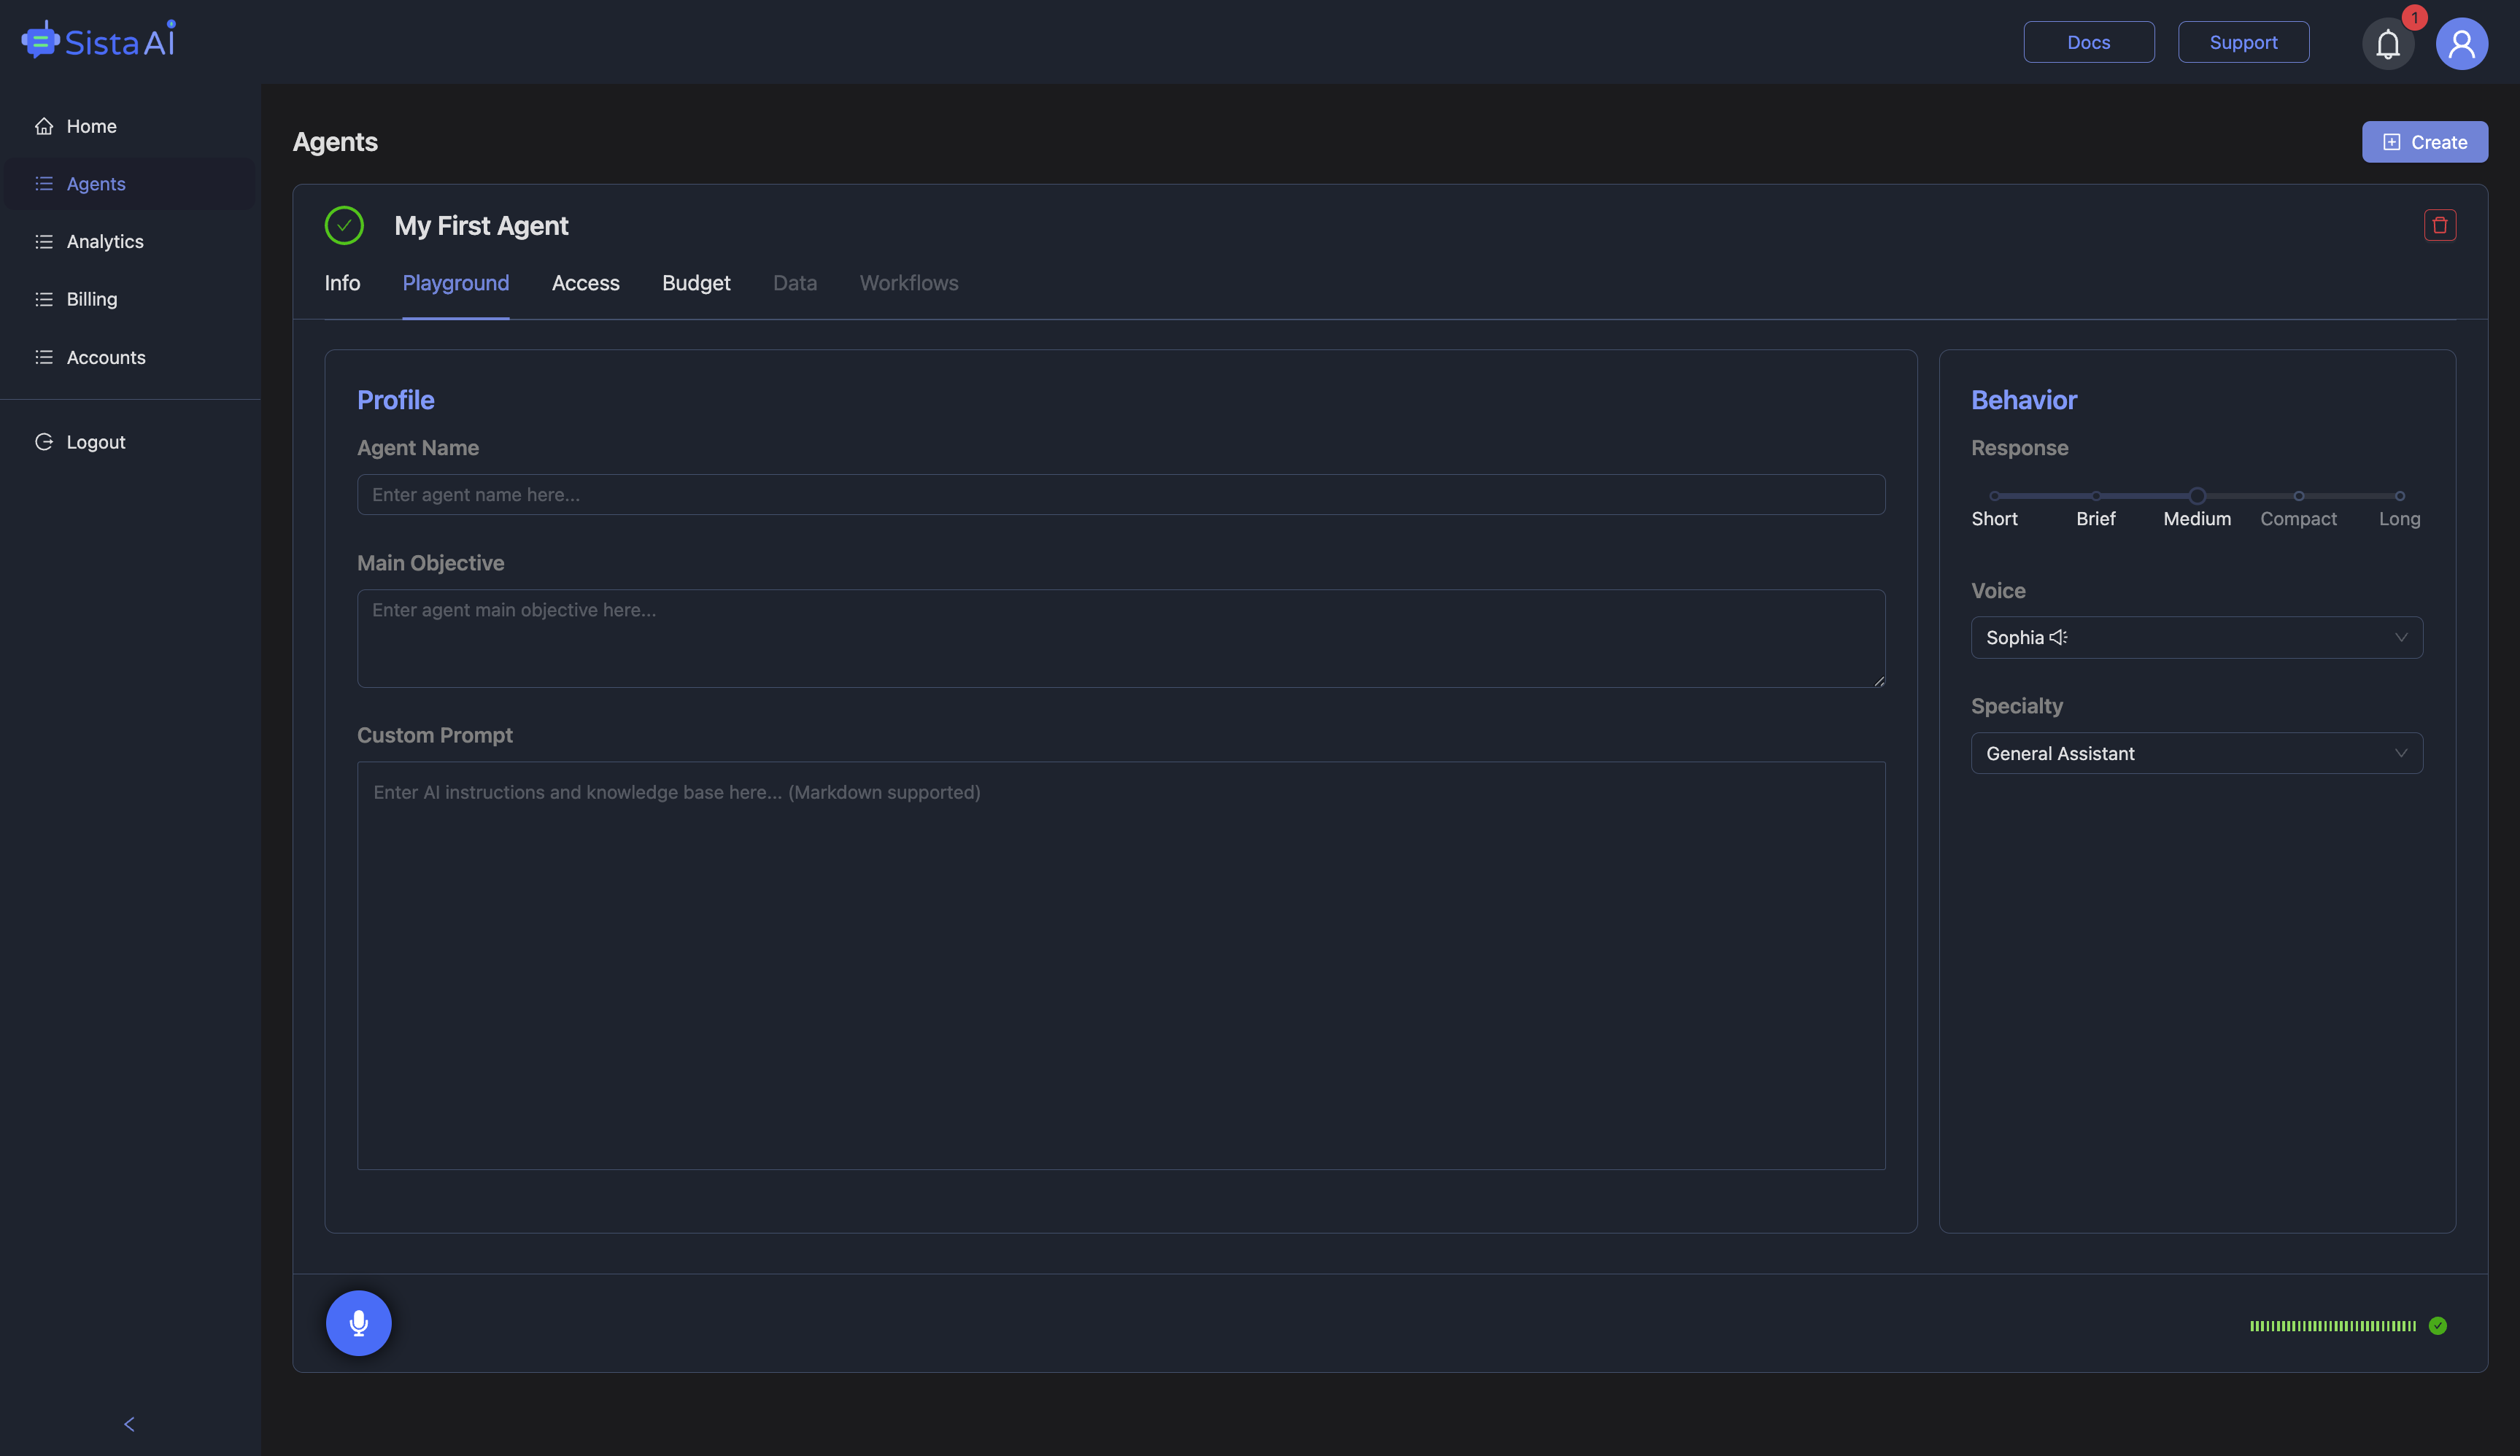 Sista AI
Docs
Support
1
Home
Agents
Analytics
Billing
Accounts
Logout
Agents
Create
My First Agent
Info
Playground
Access
Budget
Data
Workflows
Profile
Agent Name
Enter agent name here...
Main Objective
Enter agent main objective here...
Custom Prompt
Enter AI instructions and knowledge base here... (Markdown supported)
Behavior
Response
Short
Brief
Medium
Compact
Long
Voice
Sophia
Specialty
General Assistant